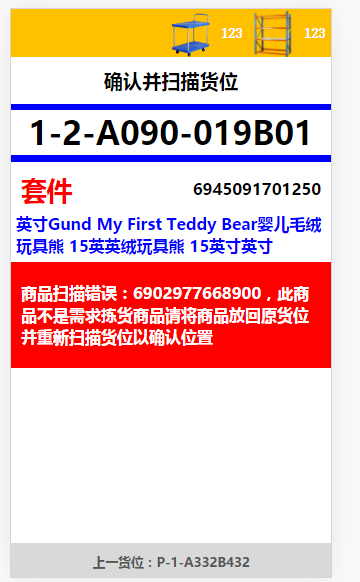 123 123
确认并扫描货位
1-2-A090-019B01
套件 6945091701250
英寸Gund My First Teddy Bear婴儿毛绒
玩具熊 15英英绒玩具熊 15英寸英寸
商品扫描错误：6902977668900，此商
品不是需求拣货商品请将商品放回原货位
并重新扫描货位以确认位置
上一货位：P-1-A332B432